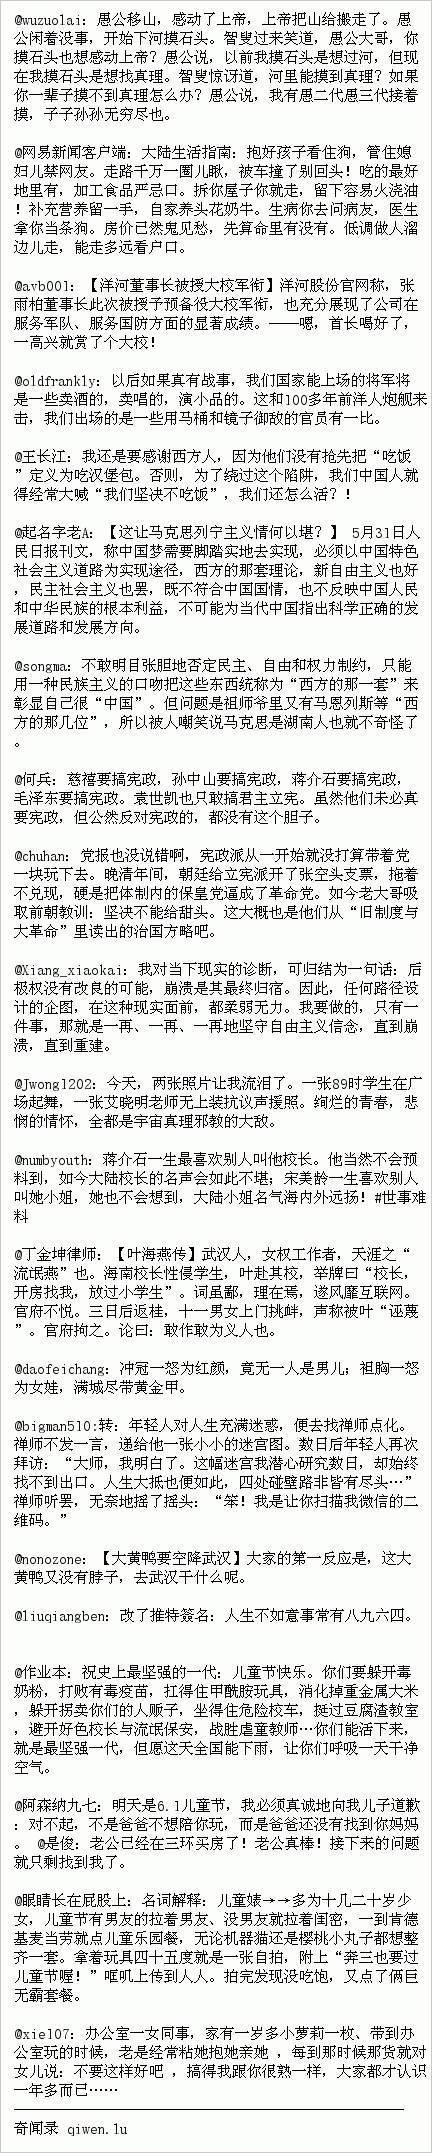 @wuzuolai: 愚公移山，感动了上帝，上帝把山给搬走了。愚
公闲着没事，开始下河摸石头。智叟过来笑道，愚公大哥，你
摸石头也想感动上帝？愚公说，以前我摸石头是想过河，但现
在我摸石头是想找真理。智叟惊讶道，河里能摸到真理？如果
你一辈子摸不到真理怎么办？愚公说，我有愚二代愚三代接着
摸，子子孙孙无穷尽也。
@网易新闻客户端: 大陆生活指南：抱好孩子看住狗，管住媳
妇儿禁网友。走路千万一圈儿瞅，被车撞了别回头！吃的最好
地里有，加工食品严忌口。拆你屋子你就走，留下容易火浇油
！补充营养留一手，自家养头花奶牛。生病你去问病友，医生
拿你当条狗。房价已然鬼见愁，先算命里有没有。低调做人溜
边儿走，能走多远看户口。
@avb001: 【洋河董事长被授大校军衔】洋河股份官网称，张
雨柏董事长此次被授予预备役大校军衔，也充分展现了公司在
服务军队、服务国防方面的显著成绩。——嗯，首长喝好了，
一高兴就赏了个大校！
@oldfrankly: 以后如果真有战事，我们国家能上场的将军将
是一些卖酒的，卖唱的，演小品的。这和100多年前洋人炮舰来
击，我们出场的是一些用马桶和镜子御敌的官员有一比。
@王长江: 我还是要感谢西方人，因为他们没有抢先把“吃饭
”定义为吃汉堡包。否则，为了绕过这个陷阱，我们中国人就
得经常大喊“我们坚决不吃饭”，我们还怎么活？！
@起名字老A: 【这让马克思列宁主义情何以堪？】 5月31日人
民日报刊文，称中国梦需要脚踏实地去实现，必须以中国特色
社会主义道路为实现途径，西方的那套理论，新自由主义也好
，民主社会主义也罢，既不符合中国国情，也不反映中国人民
和中华民族的根本利益，不可能为当代中国指出科学正确的发
展道路和发展方向。
@songma: 不敢明目张胆地否定民主、自由和权力制约，只能
用一种民族主义的口吻把这些东西统称为“西方的那一套”来
彰显自己很“中国”。但问题是祖师爷里又有马恩列斯等“西
方的那几位”，所以被人嘲笑说马克思是湖南人也就不奇怪了
。
@何兵: 慈禧要搞宪政，孙中山要搞宪政，蒋介石要搞宪政，
毛泽东要搞宪政。袁世凯也只敢搞君主立宪。虽然他们未必真
要宪政，但公然反对宪政的，都没有这个胆子。
@chuhan: 党报也没说错啊，宪政派从一开始就没打算带着党
一块玩下去。晚清年间，朝廷给立宪派开了张空头支票，拖着
不兑现，硬是把体制内的保皇党逼成了革命党。如今老大哥吸
取前朝教训：坚决不能给甜头。这大概也是他们从“旧制度与
大革命”里读出的治国方略吧。
@Xiang_xiaokai: 我对当下现实的诊断，可归结为一句话：后
极权没有改良的可能，崩溃是其最终归宿。因此，任何路径设
计的企图，在这种现实面前，都柔弱无力。我要做的，只有一
件事，那就是一再、一再、一再地坚守自由主义信念，直到崩
溃，直到重建。
@Jwong1202: 今天，两张照片让我流泪了。一张89时学生在广
场起舞，一张艾晓明老师无上装抗议声援照。绚烂的青春，悲
悯的情怀，全都是宇宙真理邪教的大敌。
@numbyouth: 蒋介石一生最喜欢别人叫他校长。他当然不会预
料到，如今大陆校长的名声会如此不堪；宋美龄一生喜欢别人
叫她小姐，她也不会想到，大陆小姐名气海内外远扬！#世事难
料
@丁金坤律师: 【叶海燕传】武汉人，女权工作者，天涯之“
流氓燕”也。海南校长性侵学生，叶赴其校，举牌曰“校长，
开房找我，放过小学生”。词虽鄙，理在焉，遂风靡互联网。
官府不悦。三日后返桂，十一男女上门挑衅，声称被叶“诬蔑
”。官府拘之。论曰：敢作敢为义人也。
@daofeichang: 冲冠一怒为红颜，竟无一人是男儿；袒胸一怒
为女娃，满城尽带黄金甲。
@bigman510:转: 年轻人对人生充满迷惑，便去找禅师点化。
禅师不发一言，递给他一张小小的迷宫图。数日后年轻人再次
拜访：“大师，我明白了。这幅迷宫我潜心研究数日，却始终
找不到出口。人生大抵也便如此，四处碰壁路非皆有尽头…”
禅师听罢，无奈地摇了摇头：“笨！我是让你扫描我微信的二
维码。”
@nonozone: 【大黄鸭要空降武汉】大家的第一反应是，这大
黄鸭又没有脖子，去武汉干什么呢。
@liuqiangben: 改了推特签名：人生不如意事常有八九六四。
@作业本: 祝史上最坚强的一代：儿童节快乐。你们要躲开毒
奶粉，打败有毒疫苗，扛得住甲酰胺玩具，消化掉重金属大米
，躲开拐卖你们的人贩子，坐得住危险校车，挺过豆腐渣教室
，避开好色校长与流氓保安，战胜虐童教师…你们能活下来，
就是最坚强一代，但愿这天全国能下雨，让你们呼吸一天干净
空气。
@阿森纳九七: 明天是6.1儿童节，我必须真诚地向我儿子道歉
：对不起，不是爸爸不想陪你玩，而是爸爸还没有找到你妈妈
。 @是俊: 老公已经在三环买房了！老公真棒！接下来的问题
就只剩找到我了。
@眼睛长在屁股上: 名词解释：儿童婊→→多为十几二十岁少
女，儿童节有男友的拉着男友、没男友就拉着闺密，一到肯德
基麦当劳就点儿童乐园餐，无论机器猫还是樱桃小丸子都想整
齐一套。拿着玩具四十五度就是一张自拍，附上“奔三也要过
儿童节喔！”哐叽上传到人人。拍完发现没吃饱，又点了俩巨
无霸套餐。
@xie107: 办公室一女同事，家有一岁多小萝莉一枚、带到办
公室玩的时候，老是经常粘她抱她亲她 ，每到那时候那货就对
女儿说：不要这样好吧 ，搞得我跟你很熟一样，大家都才认识
一年多而已……
奇闻录 qiwen.lu